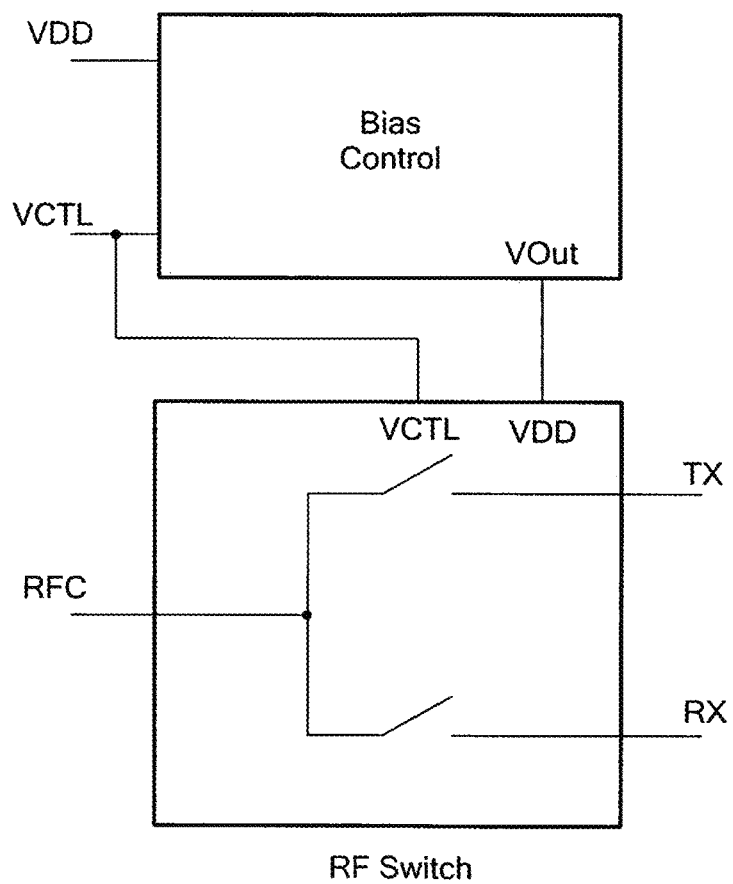 VDD
Bias
Control
VCTL
VOut
VCTL
VDD
TX
RFC
RX
RF Switch